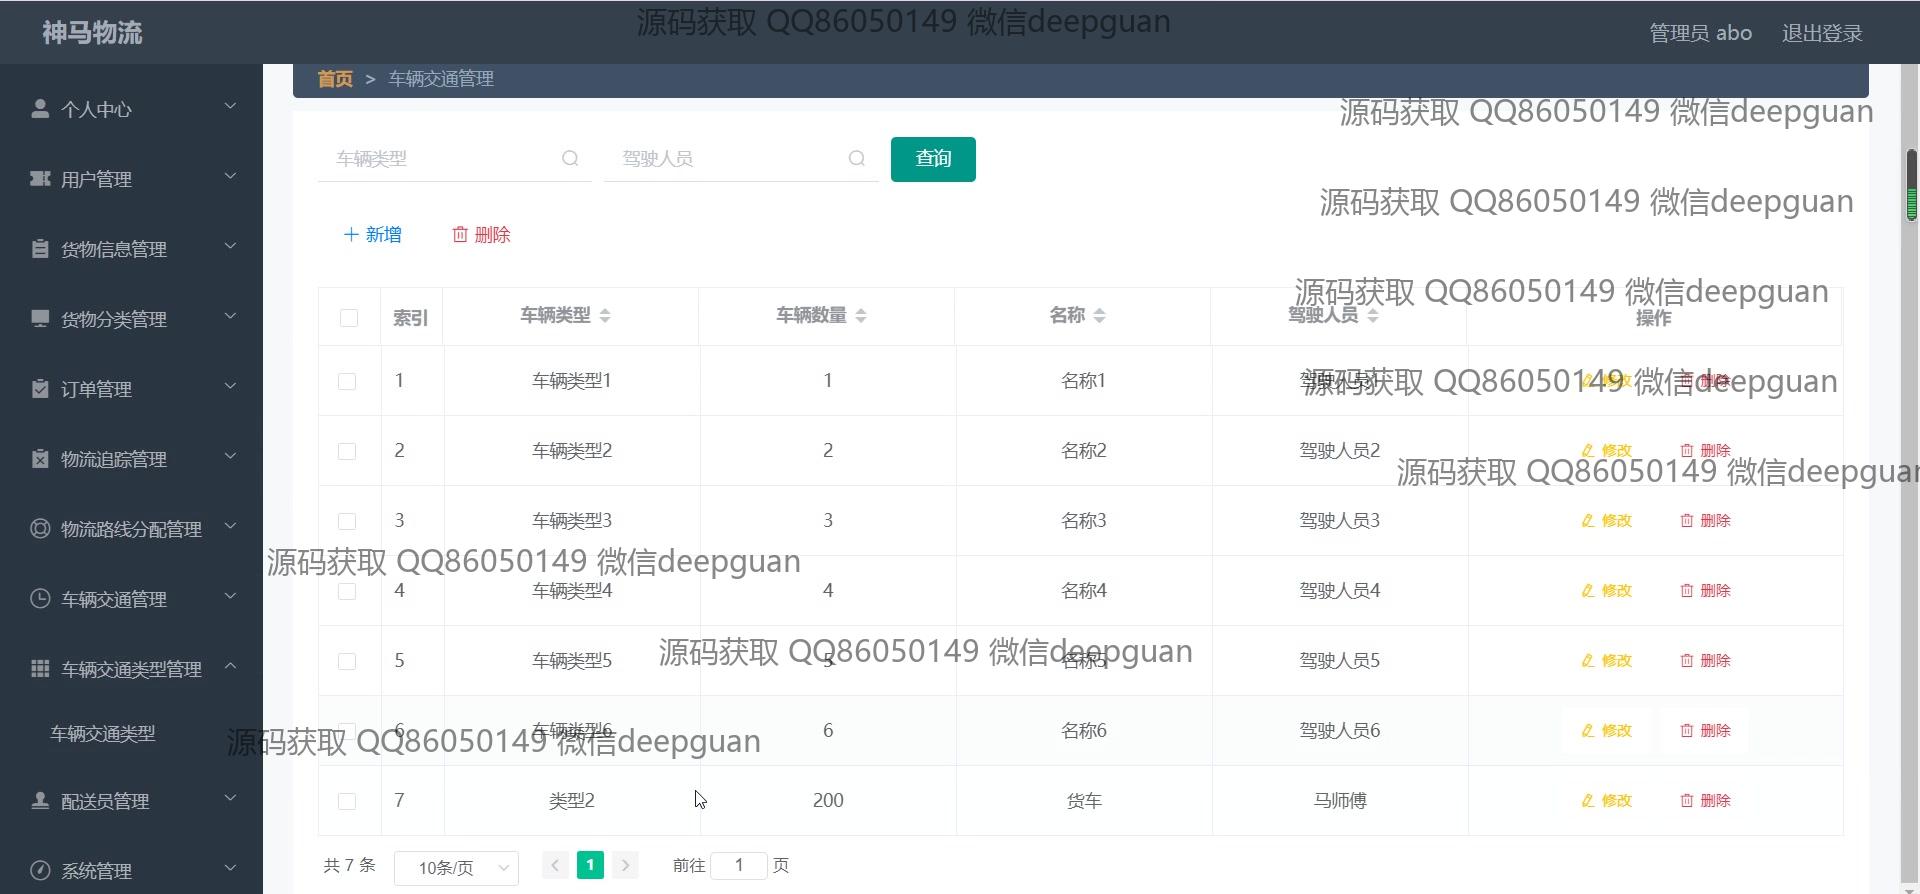 神马物流
源码获取 QQ86050149 微信deepguan
管理员 abo
退出登录
首页 > 车辆交通管理
源码获取 QQ86050149 微信deepguan
个人中心
用户管理
货物信息管理
货物分类管理
订单管理
物流追踪管理
物流路线分配管理
车辆交通管理
车辆交通类型管理
车辆交通类型
配送员管理
系统管理
车辆类型
驾驶人员
查询
源码获取 QQ86050149 微信deepguan
新增
删除
源码获取 QQ86050149 微信deepguan
索引 车辆类型 车辆数量 名称 驾驶人员 操作
1 车辆类型1 1 名称1 驾驶人员1 修改 删除
源码获取 QQ86050149 微信deepguan
2 车辆类型2 2 名称2 驾驶人员2 修改 删除
源码获取 QQ86050149 微信deepguan
3 车辆类型3 3 名称3 驾驶人员3 修改 删除
源码获取 QQ86050149 微信deepguan
4 车辆类型4 4 名称4 驾驶人员4 修改 删除
源码获取 QQ86050149 微信deepguan
5 车辆类型5 5 名称5 驾驶人员5 修改 删除
6 车辆类型6 6 名称6 驾驶人员6 修改 删除
源码获取 QQ86050149 微信deepguan
7 类型2 200 货车 马师傅 修改 删除
共 7 条 10条/页 1 前往 1 页